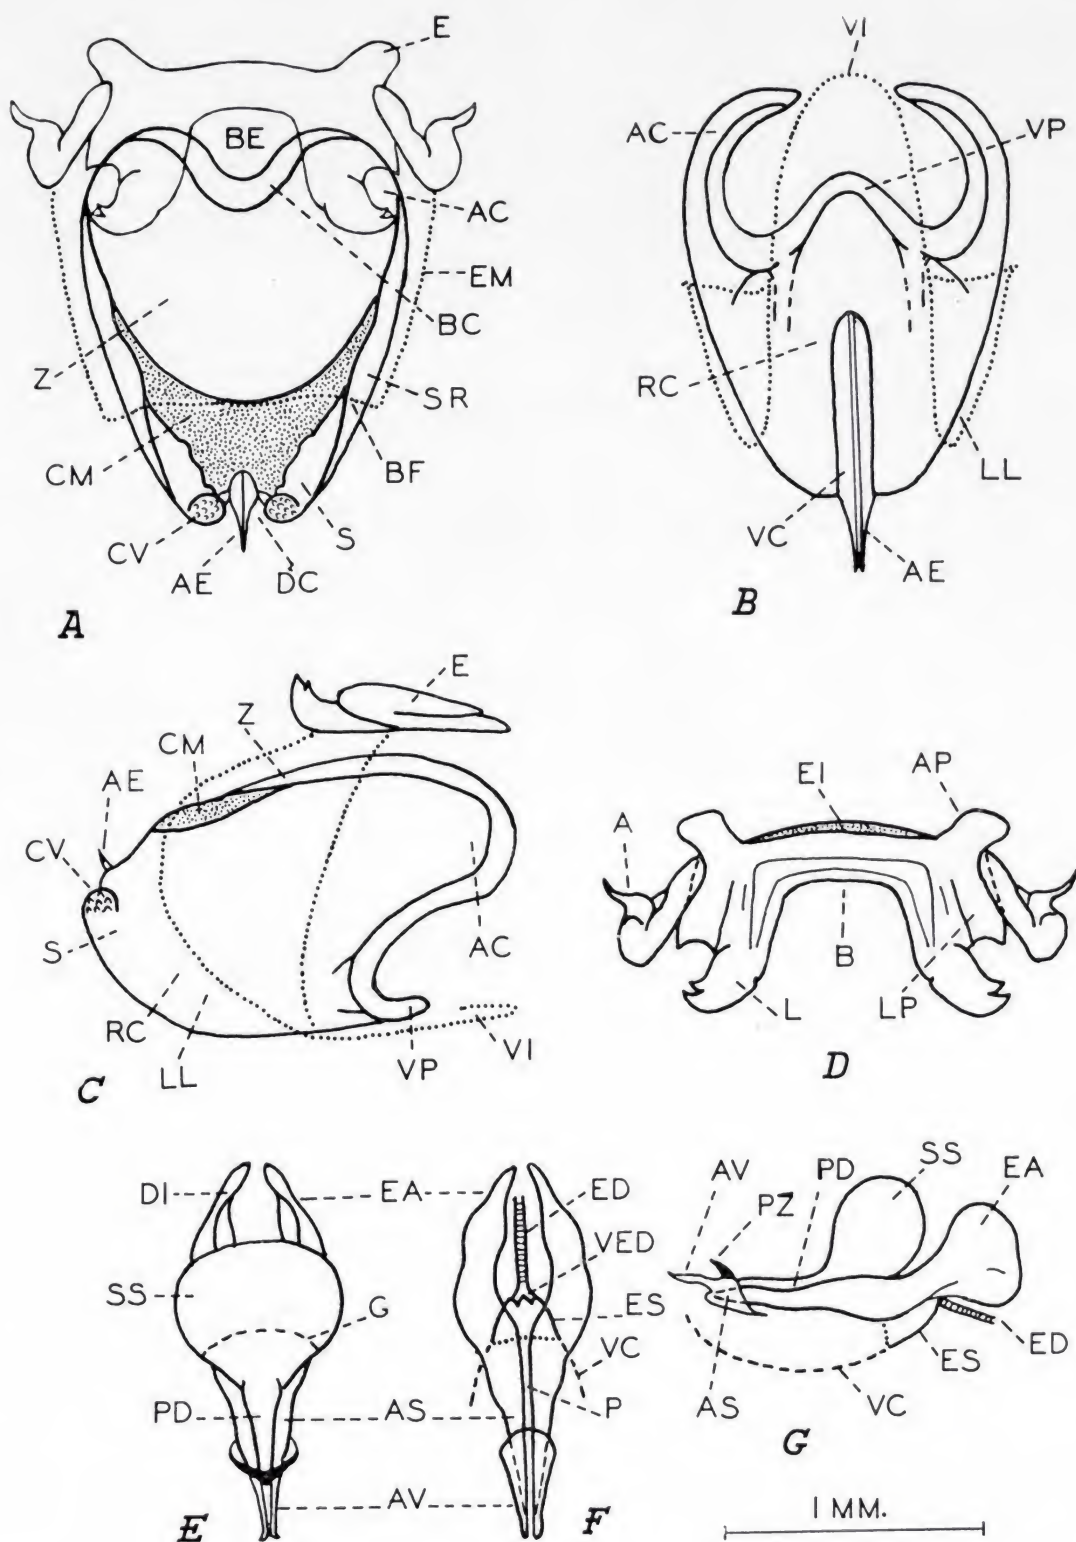 E
BE
AC
EM
BC
Z
SR
CM
BF
CV
S
AE
DC
A
VI
AC
VP
RC
LL
VC
AE
B
E
Z
CM
AE
CV
S
AC
RC
LL
VP
VI
C
EI
AP
A
B
L
LP
D
DI
EA
ED
VED
SS
G
ES
VC
PD
AS
P
AV
E
F
AV
PZ
PD
SS
EA
ES
ED
AS
VC
G
1 MM.